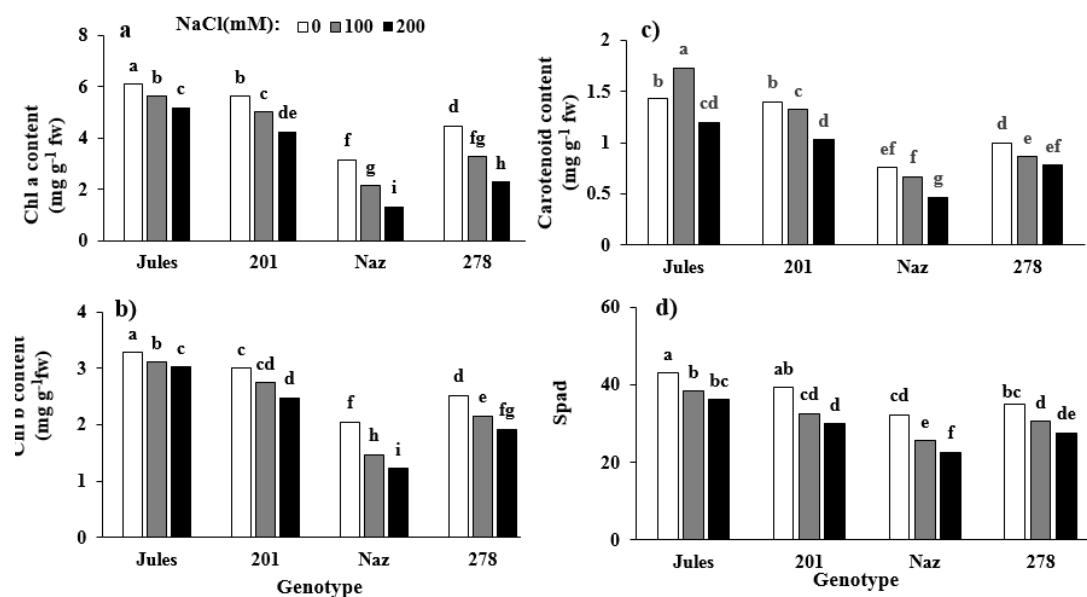 a NaCl(mM): 0 100 200
8
6
4
2
0
Chl a content
(mg g-1 fw)
a b c b c de f g i d fg h
Jules 201 Naz 278
c)
2
1.5
1
0.5
0
Carotenoid content
(mg g-1 fw)
b a cd b c d ef f g d e ef
Jules 201 Naz 278
b)
4
3
2
1
0
(mg g-1fw)
a b c c cd d f h i d e fg
Jules 201 Naz 278
Genotype
d)
60
40
20
0
Spad
a b bc ab cd d cd e f bc d de
Jules 201 Naz 278
Genotype